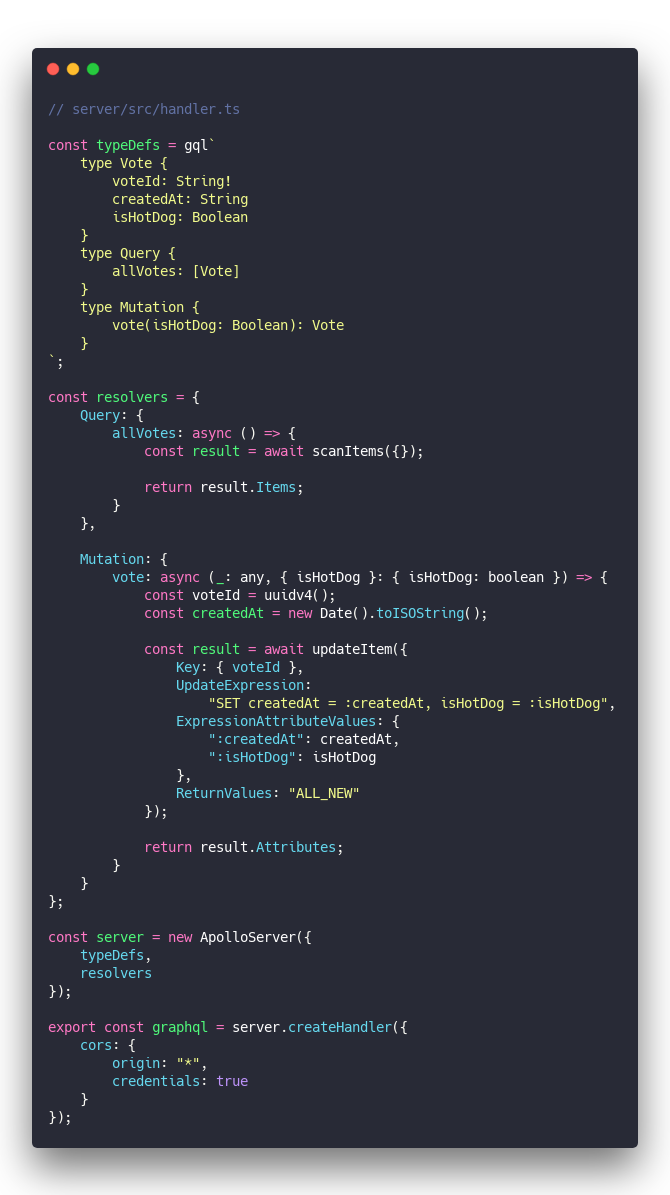 // server/src/handler.ts
const typeDefs = gql`
    type Vote {
        voteId: String!
        createdAt: String
        isHotDog: Boolean
    }
    type Query {
        allVotes: [Vote]
    }
    type Mutation {
        vote(isHotDog: Boolean): Vote
    }
`;
const resolvers = {
    Query: {
        allVotes: async () => {
            const result = await scanItems({});
            return result.Items;
        }
    },
    Mutation: {
        vote: async (_: any, { isHotDog }: { isHotDog: boolean }) => {
            const voteId = uuidv4();
            const createdAt = new Date().toISOString();
            const result = await updateItem({
                Key: { voteId },
                UpdateExpression:
                    "SET createdAt = :createdAt, isHotDog = :isHotDog",
                ExpressionAttributeValues: {
                    ":createdAt": createdAt,
                    ":isHotDog": isHotDog
                },
                ReturnValues: "ALL_NEW"
            });
            return result.Attributes;
        }
    }
};
const server = new ApolloServer({
    typeDefs,
    resolvers
});
export const graphql = server.createHandler({
    cors: {
        origin: "*",
        credentials: true
    }
});